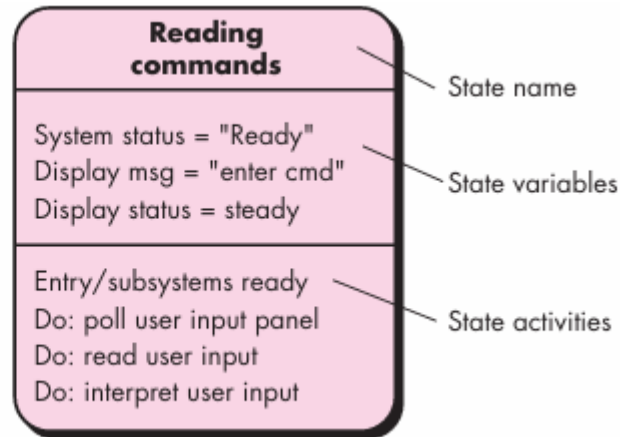 Reading
commands
State name
System status = "Ready"
Display msg = "enter cmd"
Display status = steady
State variables
Entry/subsystems ready
Do: poll user input panel
Do: read user input
Do: interpret user input
State activities